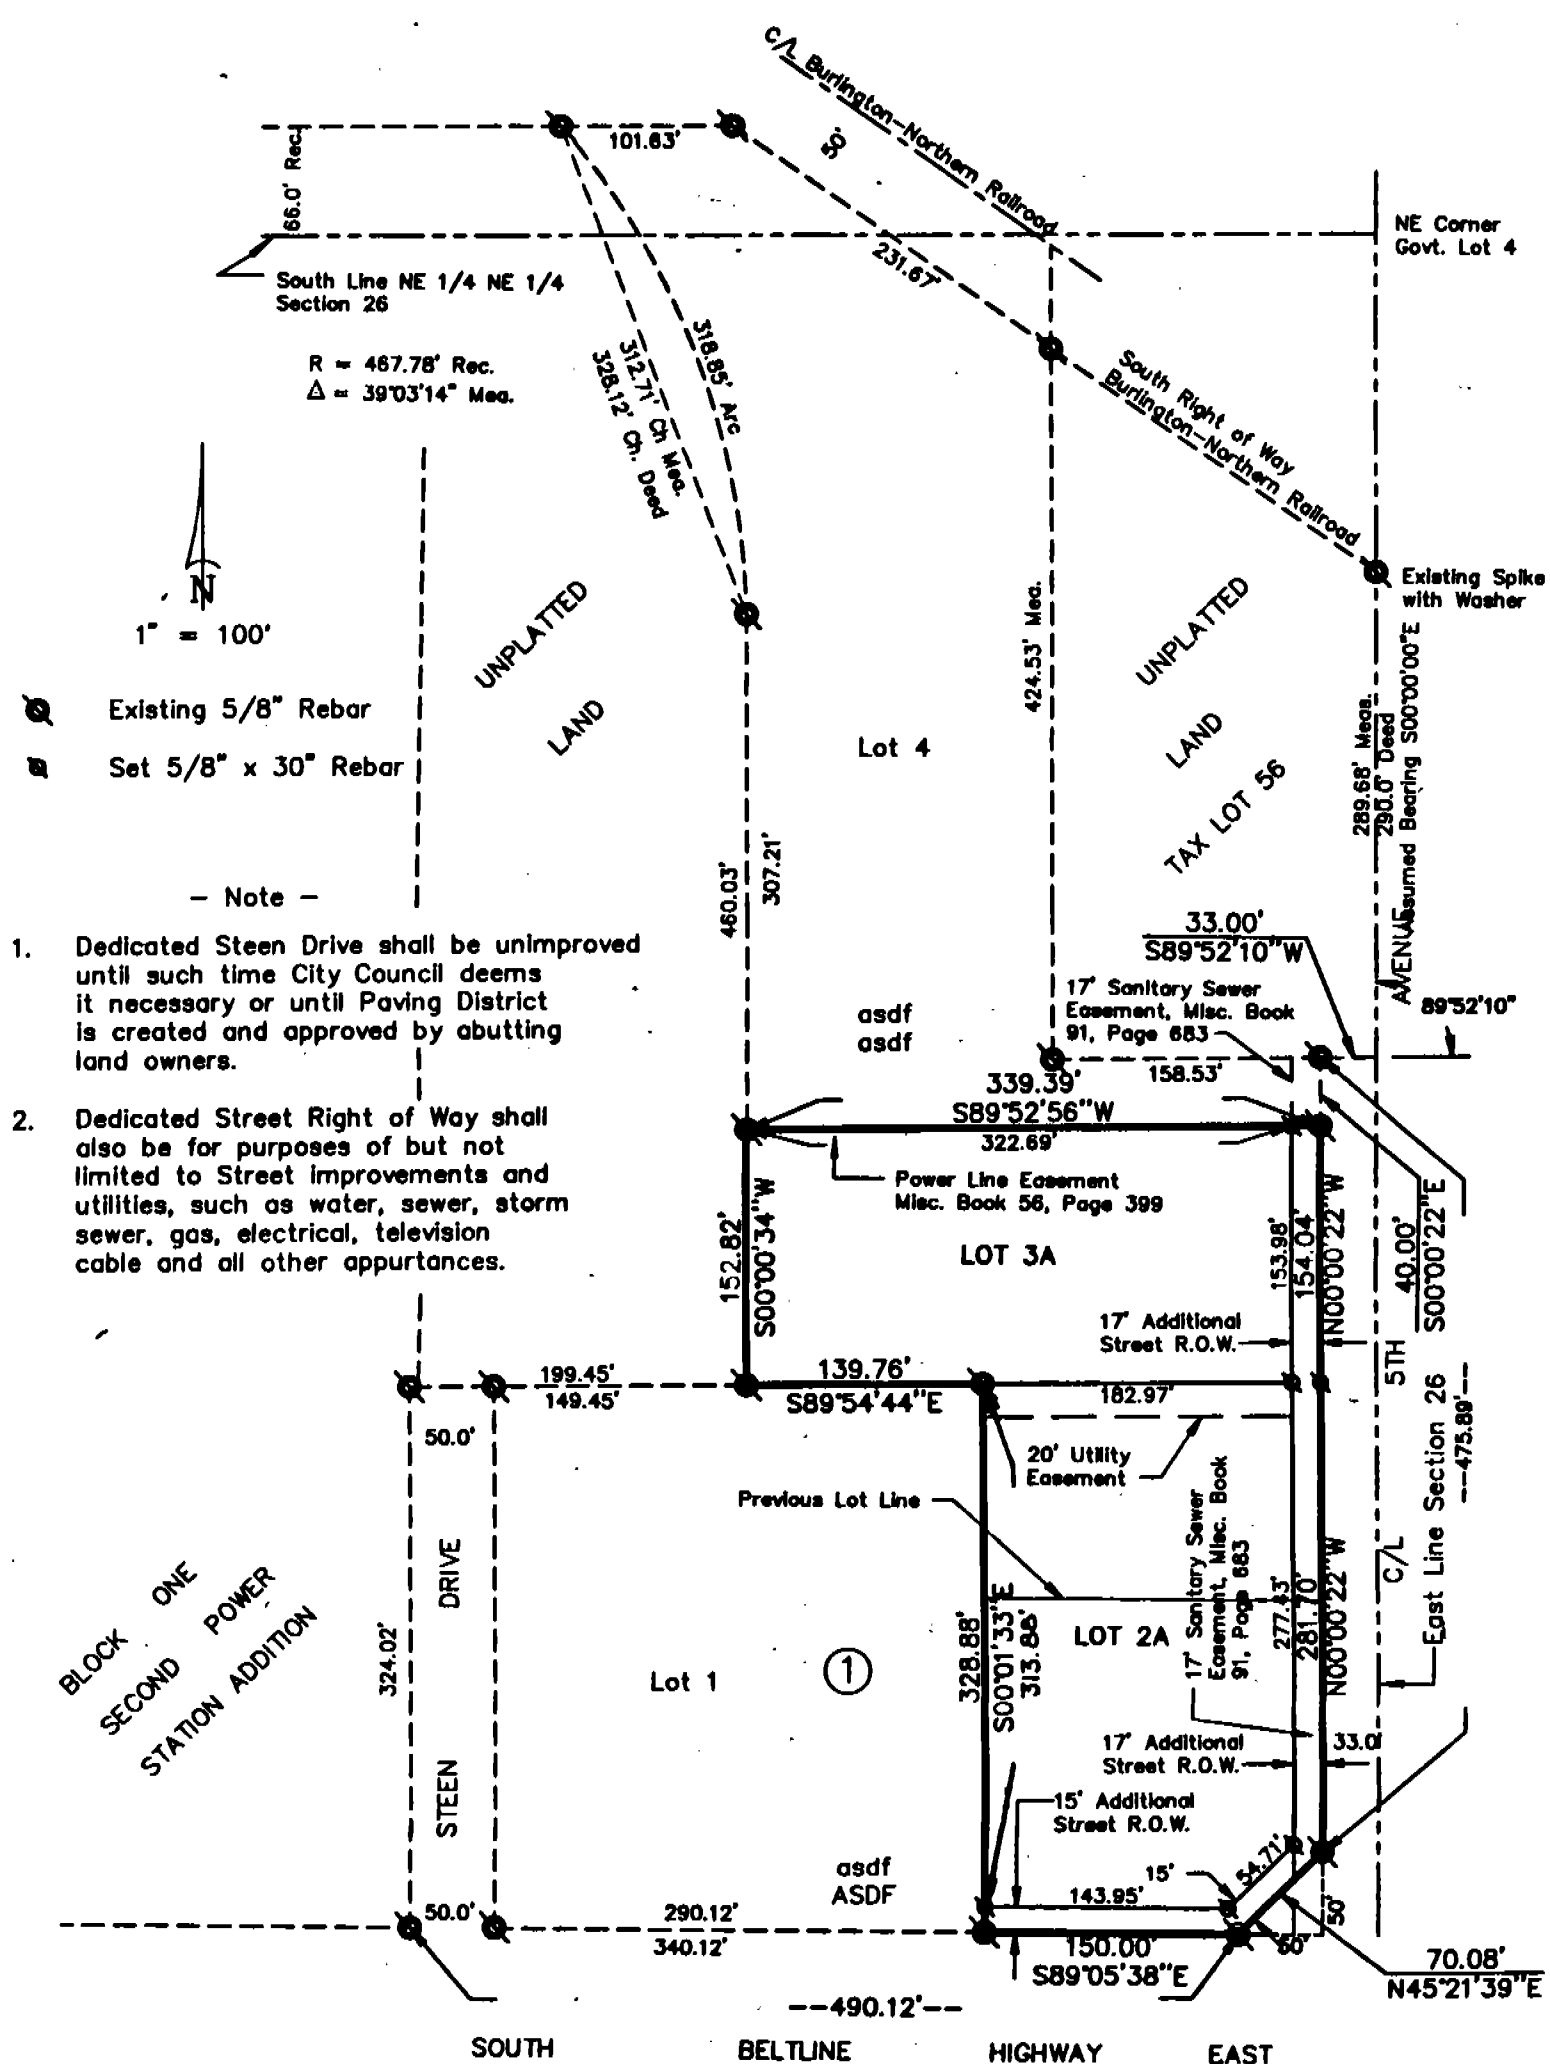 C/L Burlington-Northern Railroad
50'
101.63'
66.0' Rec.
NE Corner
Govt. Lot 4
231.67'
South Line NE 1/4 NE 1/4
Section 26
R = 467.78' Rec.
Δ = 39°03'14" Mea.
318.85' Arc
312.71' Ch Mea.
328.12' Ch. Deed
South Right of Way
Burlington-Northern Railroad
N
1" = 100'
Existing Spike
with Washer
UNPLATTED
LAND
UNPLATTED
LAND
TAX LOT 56
424.53' Mea.
289.68' Meas.
290.0' Deed
Assumed Bearing S00°00'00"E
Existing 5/8" Rebar
Set 5/8" x 30" Rebar
Lot 4
460.03'
307.21'
- Note -
1. Dedicated Steen Drive shall be unimproved
until such time City Council deems
it necessary or until Paving District
is created and approved by abutting
land owners.
2. Dedicated Street Right of Way shall
also be for purposes of but not
limited to Street improvements and
utilities, such as water, sewer, storm
sewer, gas, electrical, television
cable and all other appurtances.
33.00'
S89°52'10"W
17' Sanitary Sewer
Easement, Misc. Book
91, Page 683
AVENUE
89°52'10"
asdf
asdf
158.53'
339.39'
S89°52'56"W
322.69'
Power Line Easement
Misc. Book 56, Page 399
152.82'
S00°00'34"W
LOT 3A
153.98'
154.04'
N00°00'22"W
40.00'
S00°00'22"E
17' Additional
Street R.O.W.
5TH
199.45'
149.45'
139.76'
S89°54'44"E
182.97'
50.0'
20' Utility
Easement
Previous Lot Line
17' Sanitary Sewer
Easement, Misc. Book
91, Page 683
C/L
East Line Section 26
--475.89'--
BLOCK ONE
SECOND POWER
STATION ADDITION
324.02'
STEEN DRIVE
Lot 1
1
328.88'
S00°01'33"E
313.88'
LOT 2A
277.43'
281.70'
N00°00'22"W
17' Additional
Street R.O.W.
33.0'
15' Additional
Street R.O.W.
asdf
ASDF
15'
54.71'
143.95'
50.0'
290.12'
340.12'
50'
50'
150.00'
S89°05'38"E
70.08'
N45°21'39"E
--490.12'--
SOUTH BELTLINE HIGHWAY EAST